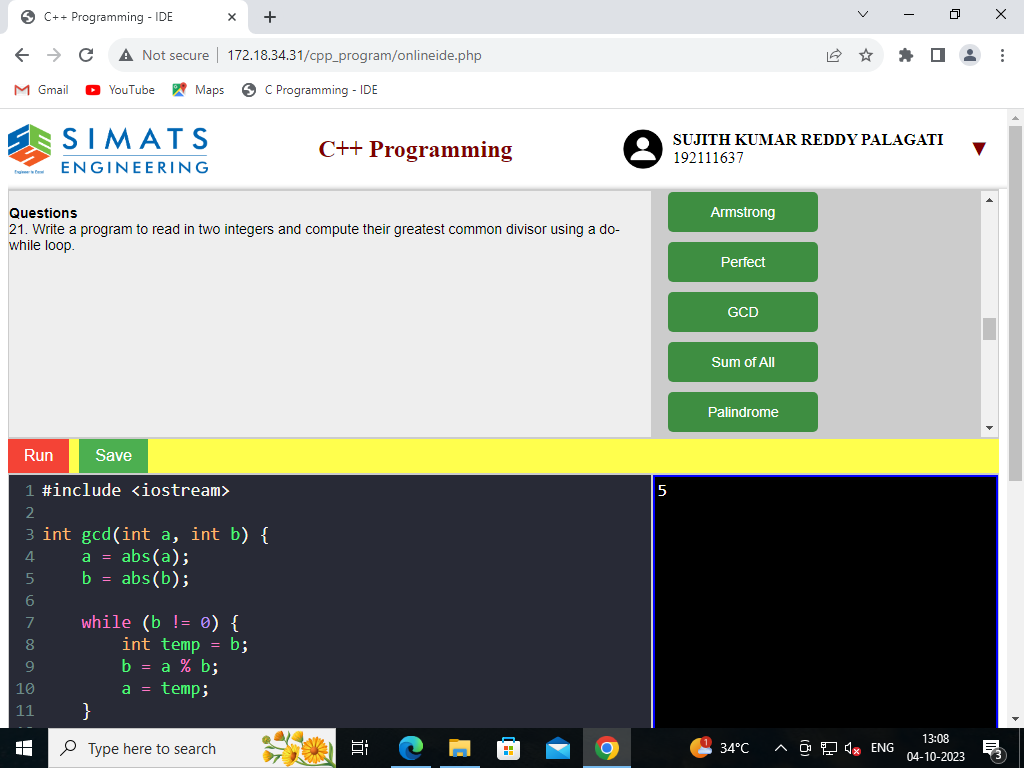 C++ Programming - IDE
Not secure
172.18.34.31/cpp_program/onlineide.php
Gmail
YouTube
Maps
C Programming - IDE
SIMATS
ENGINEERING
C++ Programming
SUJITH KUMAR REDDY PALAGATI
192111637
Questions
21. Write a program to read in two integers and compute their greatest common divisor using a do-
while loop.
Armstrong
Perfect
GCD
Sum of All
Palindrome
Run
Save
1 #include <iostream>
2
3 int gcd(int a, int b) {
4 a = abs(a);
5 b = abs(b);
6
7 while (b != 0) {
8 int temp = b;
9 b = a % b;
10 a = temp;
11 }
5
Type here to search
1
34°C
ENG
13:08
04-10-2023
3